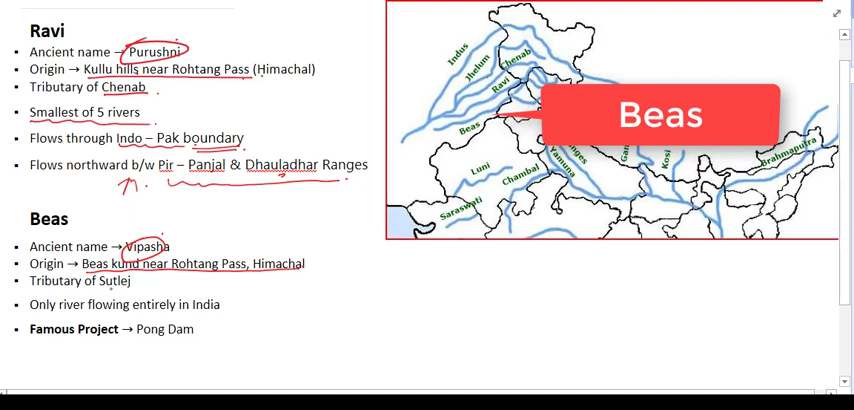 Ravi
▪ Ancient name → Purushni
▪ Origin → Kullu hills near Rohtang Pass (Himachal)
▪ Tributary of Chenab
▪ Smallest of 5 rivers
▪ Flows through Indo – Pak boundary
▪ Flows northward b/w Pir – Panjal & Dhauladhar Ranges
Beas
▪ Ancient name → Vipasha
▪ Origin → Beas kund near Rohtang Pass, Himachal
▪ Tributary of Sutlej
▪ Only river flowing entirely in India
▪ Famous Project → Pong Dam
Indus
Jhelum
Chenab
Ravi
Beas
Beas
Luni
Chambal
Saraswati
Yamuna
Kosi
Brahmaputra